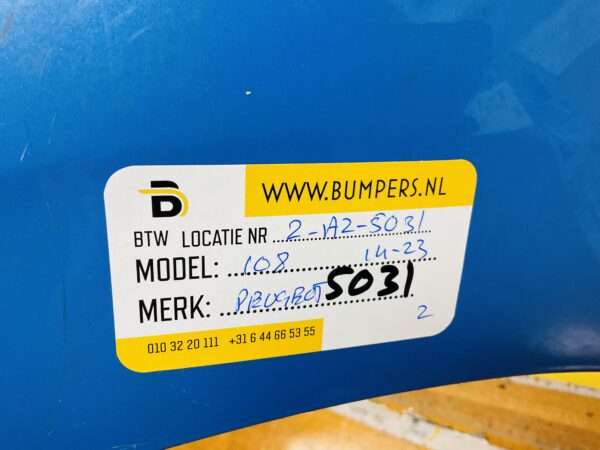 WWW.BUMPERS.NL
BTW LOCATIE NR 2-A2-5031
MODEL: 108 14-23
MERK: PEUGEOT 5031
2
010 32 20 111 +31 6 44 66 53 55